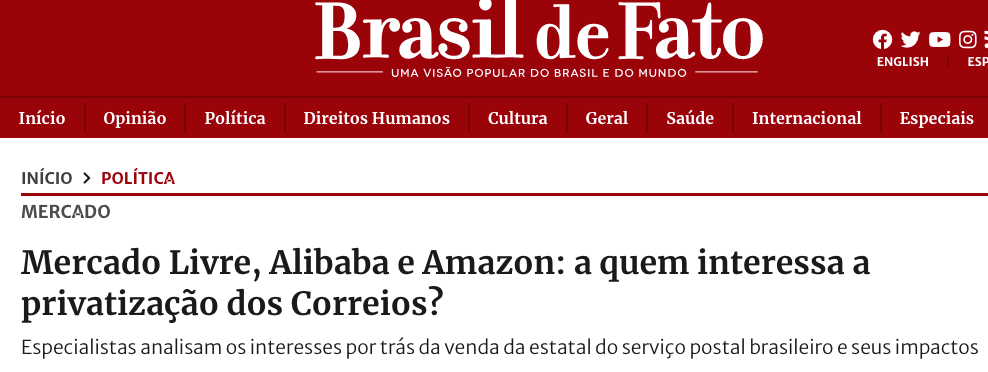 Brasil de Fato
UMA VISÃO POPULAR DO BRASIL E DO MUNDO
ENGLISH
Início Opinião Política Direitos Humanos Cultura Geral Saúde Internacional Especiais
INÍCIO > POLÍTICA
MERCADO
Mercado Livre, Alibaba e Amazon: a quem interessa a
privatização dos Correios?
Especialistas analisam os interesses por trás da venda da estatal do serviço postal brasileiro e seus impactos